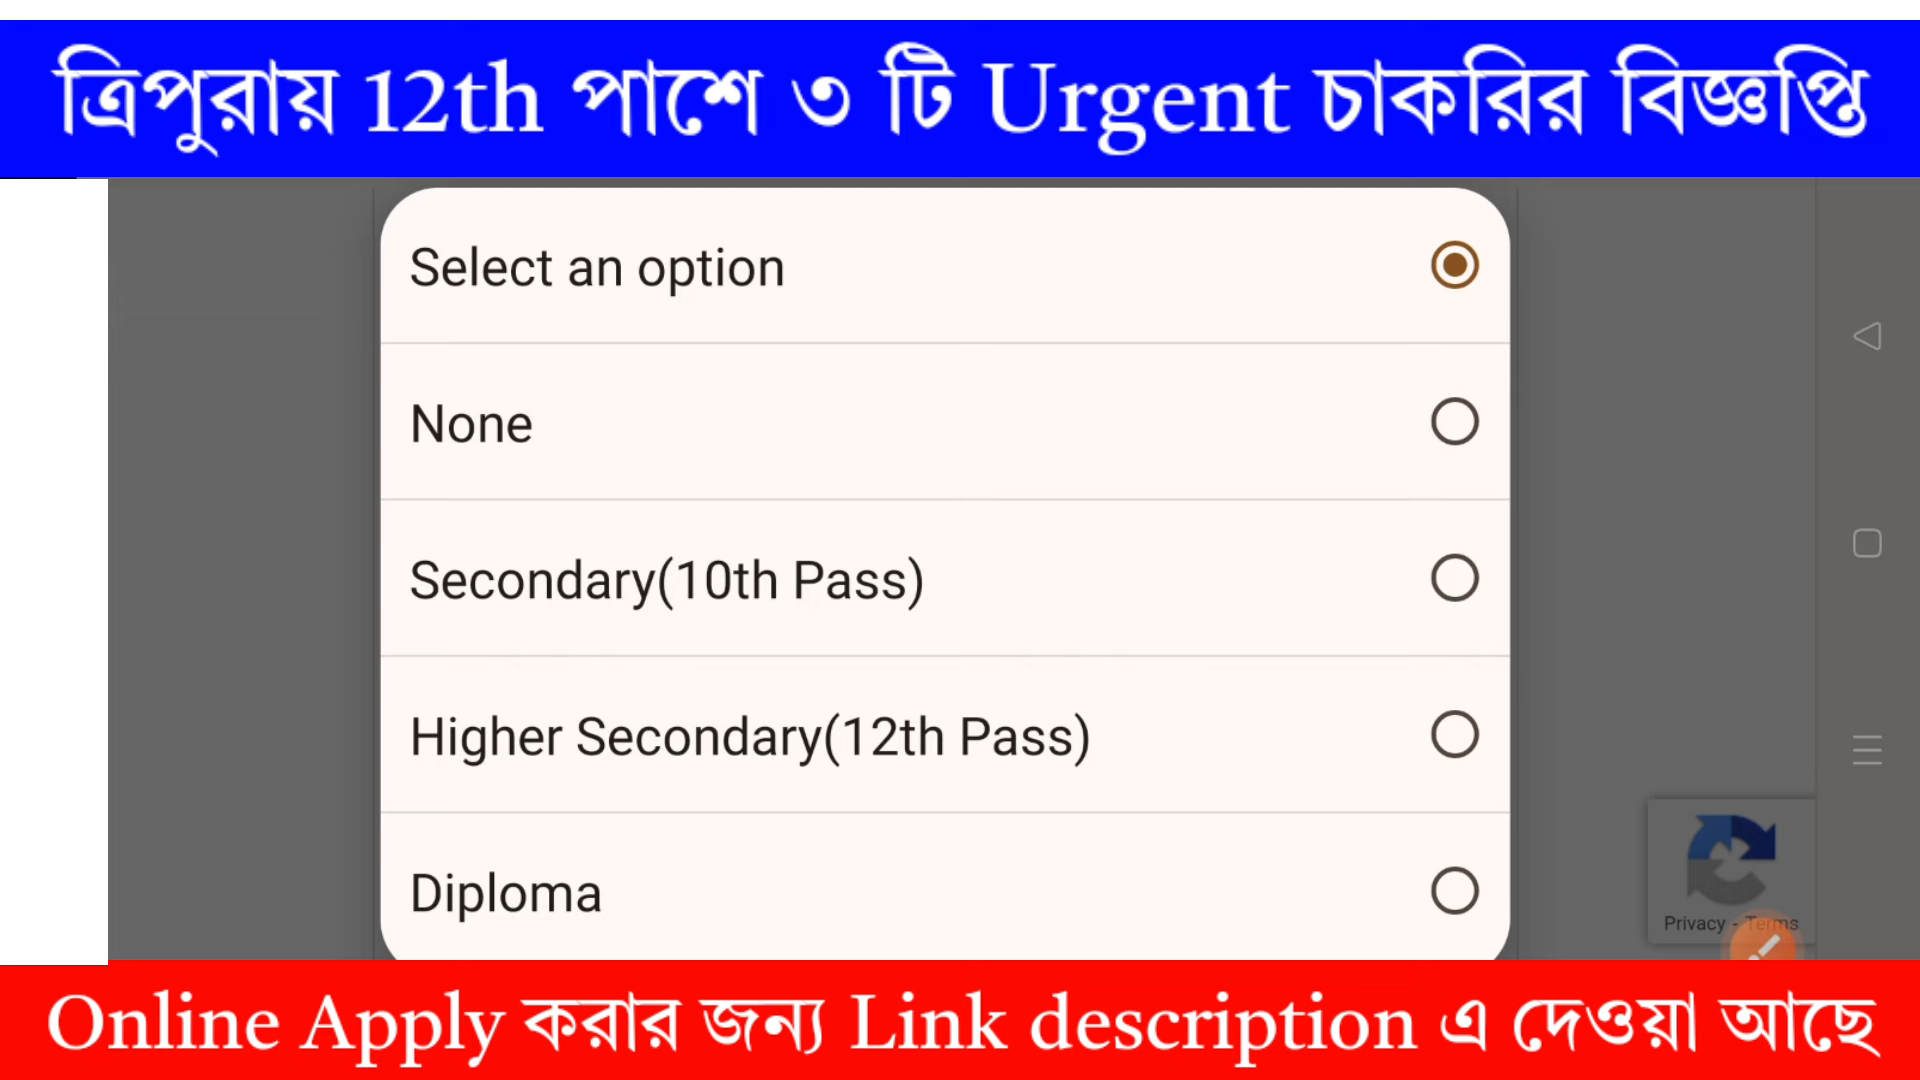 ত্রিপুরায় 12th পাশে ৩ টি Urgent চাকরির বিজ্ঞপ্তি
Select an option
None
Secondary(10th Pass)
Higher Secondary(12th Pass)
Diploma
Privacy - Terms
Online Apply করার জন্য Link description এ দেওয়া আছে